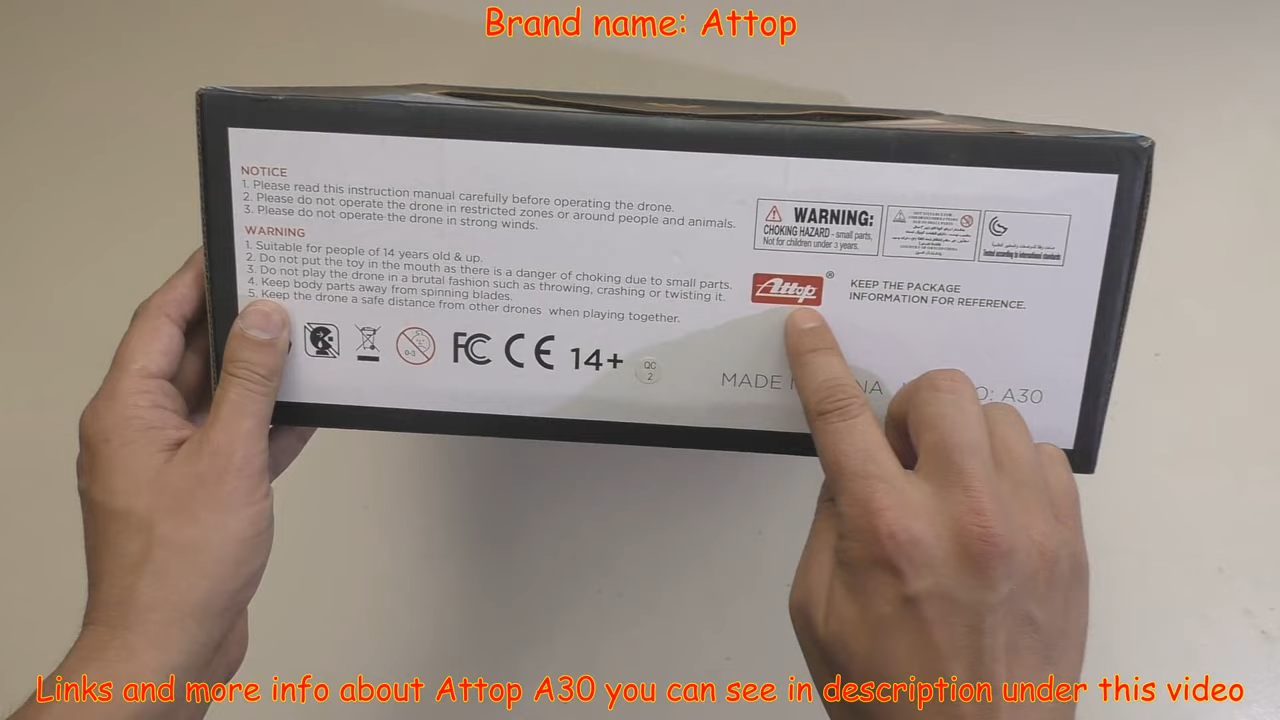 Brand name: Attop
NOTICE
1. Please read this instruction manual carefully before operating the drone.
2. Please do not operate the drone in restricted zones or around people and animals.
3. Please do not operate the drone in strong winds.
WARNING
1. Suitable for people of 14 years old & up.
2. Do not put the toy in the mouth as there is a danger of choking due to small parts.
3. Do not play the drone in a brutal fashion such as throwing, crashing or twisting it.
4. Keep body parts away from spinning blades.
5. Keep the drone a safe distance from other drones when playing together.
0-3
FC CE 14+
QC
2
WARNING:
CHOKING HAZARD - small parts,
Not for children under 3 years.
Tested according to international standards
Attop®
KEEP THE PACKAGE
INFORMATION FOR REFERENCE.
MADE A30
Links and more info about Attop A30 you can see in description under this video